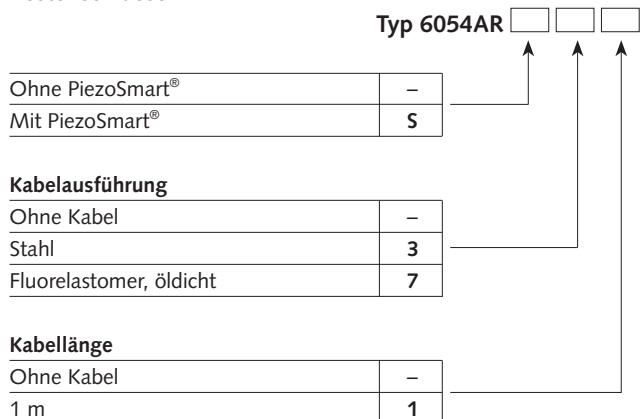 Typ 6054AR
Ohne PiezoSmart® –
Mit PiezoSmart® S
Kabelausführung
Ohne Kabel –
Stahl 3
Fluorelastomer, öldicht 7
Kabellänge
Ohne Kabel –
1 m 1